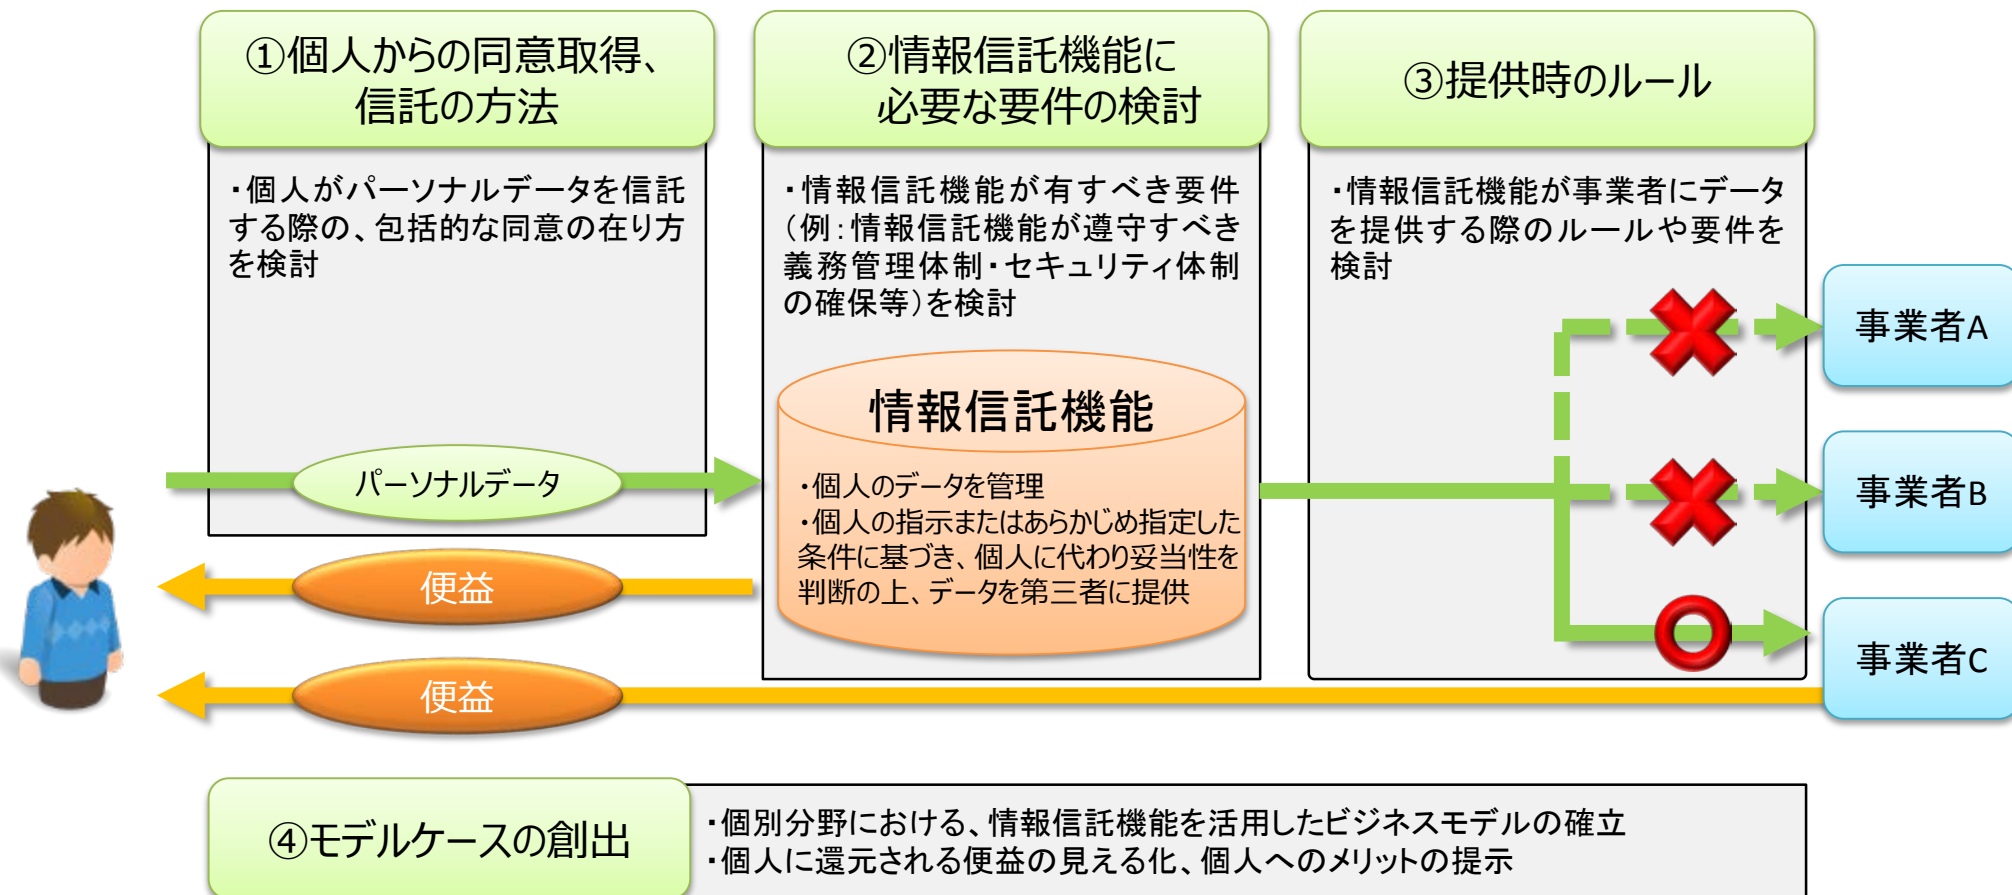 ①個人からの同意取得、
信託の方法
・個人がパーソナルデータを信託
する際の、包括的な同意の在り方
を検討
パーソナルデータ
便益
便益
②情報信託機能に
必要な要件の検討
・情報信託機能が有すべき要件
（例：情報信託機能が遵守すべき
義務管理体制・セキュリティ体制
の確保等）を検討
情報信託機能
・個人のデータを管理
・個人の指示またはあらかじめ指定した
条件に基づき、個人に代わり妥当性を
判断の上、データを第三者に提供
③提供時のルール
・情報信託機能が事業者にデータ
を提供する際のルールや要件を
検討
事業者A
事業者B
事業者C
④モデルケースの創出
・個別分野における、情報信託機能を活用したビジネスモデルの確立
・個人に還元される便益の見える化、個人へのメリットの提示